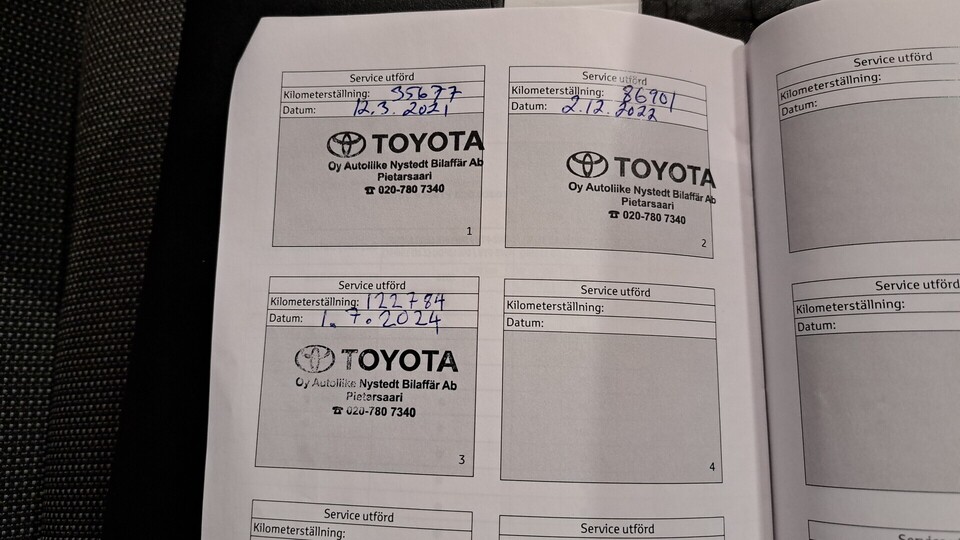 Service utförd
Kilometerställning: 35677
Datum: 12.3.2021
TOYOTA
Oy Autoliike Nystedt Bilaffär Ab
Pietarsaari
☎ 020-780 7340
1
Service utförd
Kilometerställning: 86901
Datum: 2.12.2022
TOYOTA
Oy Autoliike Nystedt Bilaffär Ab
Pietarsaari
☎ 020-780 7340
2
Service utförd
Kilometerställning:
Datum:
Service utförd
Kilometerställning: 122784
Datum: 1.7.2024
TOYOTA
Oy Autoliike Nystedt Bilaffär Ab
Pietarsaari
☎ 020-780 7340
3
Service utförd
Kilometerställning:
Datum:
4
Service utförd
Kilometerställning:
Datum:
Service utförd
Kilometerställning:
Service utförd